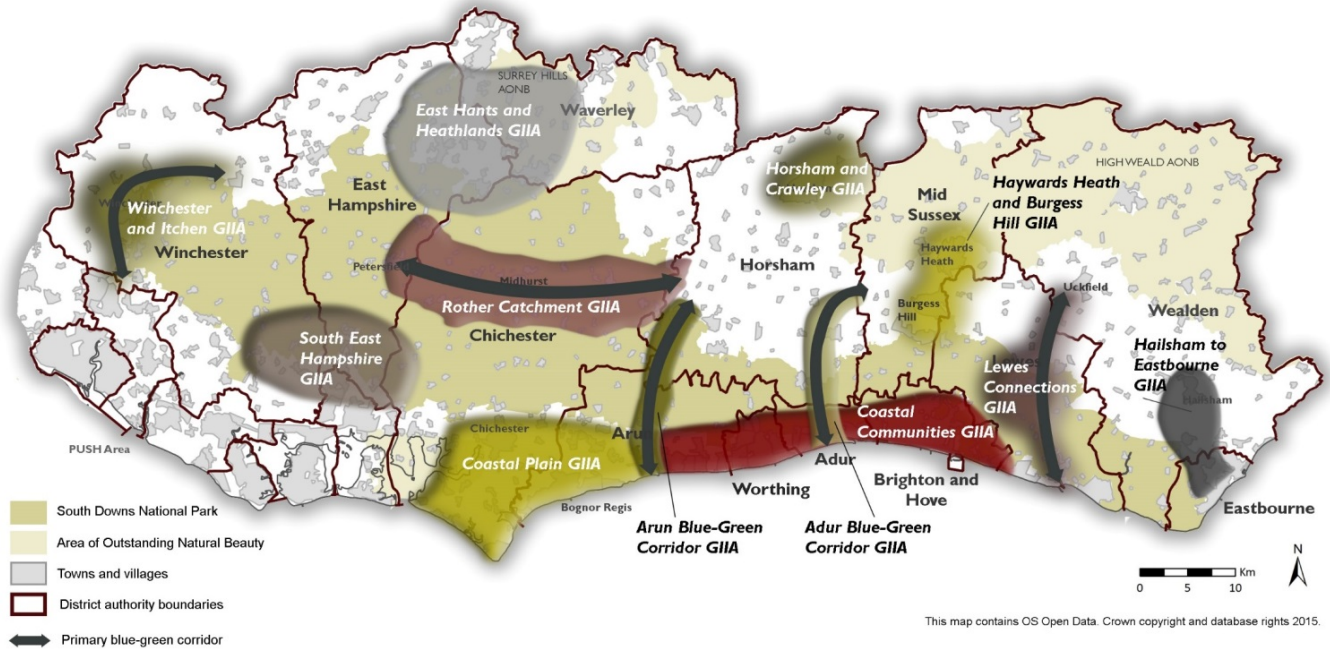 SURREY HILLS
AONB
East Hants and
Heathlands GIIA
Waverley
Winchester
and Itchen GIIA
Winchester
East
Hampshire
Horsham and
Crawley GIIA
HIGH WEALD AONB
Mid
Sussex
Haywards Heath
and Burgess
Hill GIIA
Haywards
Heath
Petersfield
Midhurst
Rother Catchment GIIA
Chichester
Horsham
Burgess
Hill
Uckfield
Wealden
South East
Hampshire
GIIA
Lewes
Connections
GIIA
Hailsham to
Eastbourne
GIIA
Hailsham
Chichester
Coastal Plain GIIA
Arun
Coastal
Communities GIIA
PUSH Area
Adur
Worthing
Brighton and
Hove
Bognor Regis
Eastbourne
Arun Blue-Green
Corridor GIIA
Adur Blue-Green
Corridor GIIA
South Downs National Park
Area of Outstanding Natural Beauty
Towns and villages
District authority boundaries
Primary blue-green corridor
N
Km
0 5 10
This map contains OS Open Data. Crown copyright and database rights 2015.